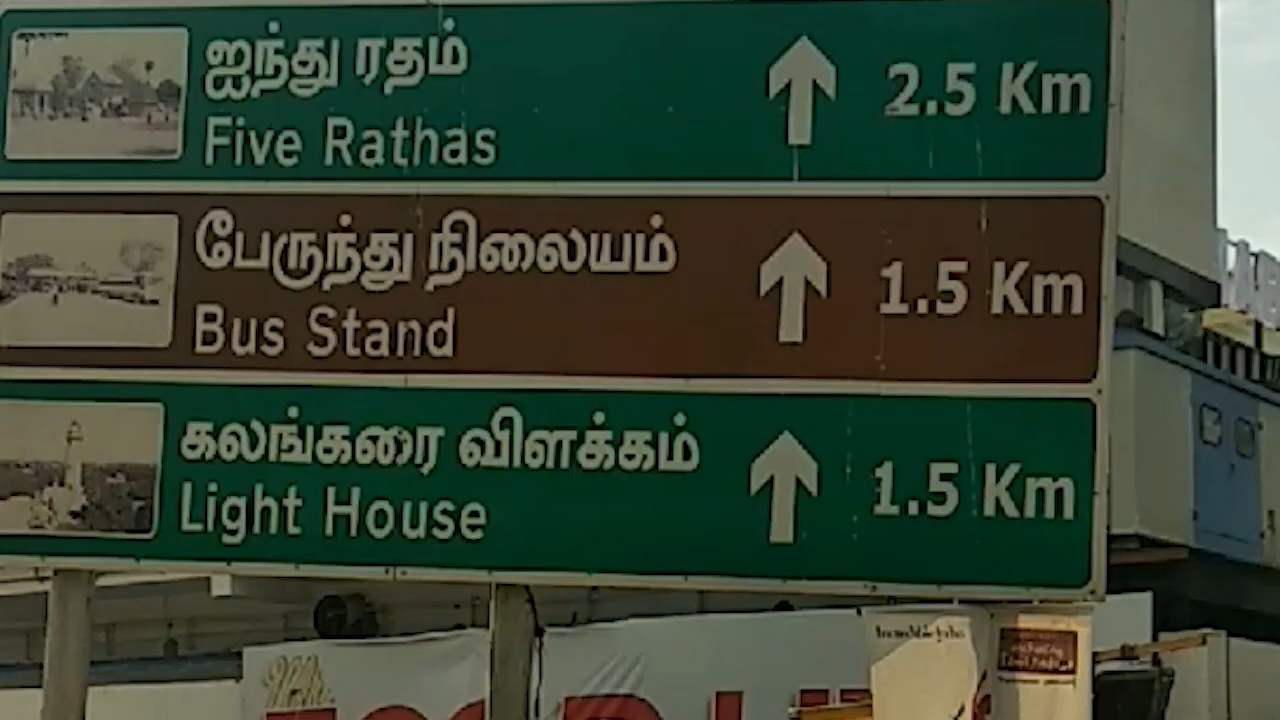 ஐந்து ரதம்
Five Rathas
2.5 Km
பேருந்து நிலையம்
Bus Stand
1.5 Km
கலங்கரை விளக்கம்
Light House
1.5 Km